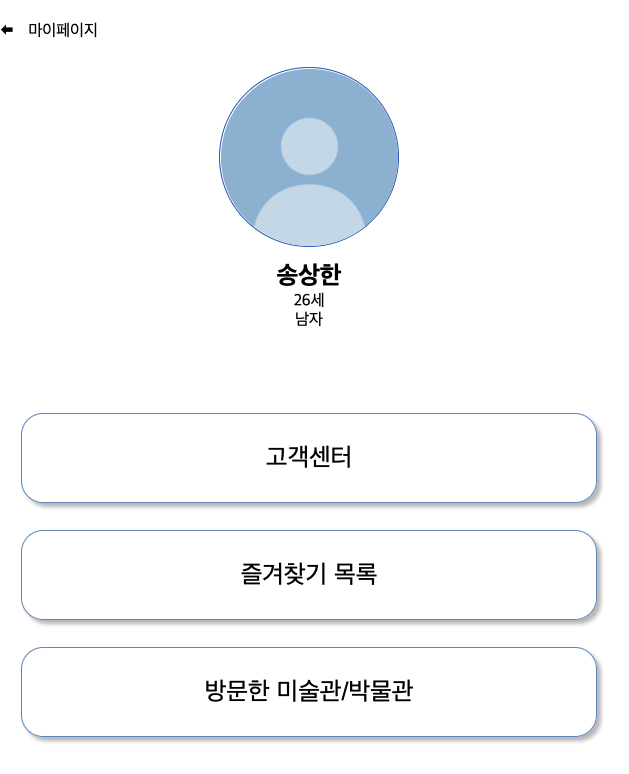 마이페이지
송상한
26세
남자
고객센터
즐겨찾기 목록
방문한 미술관/박물관